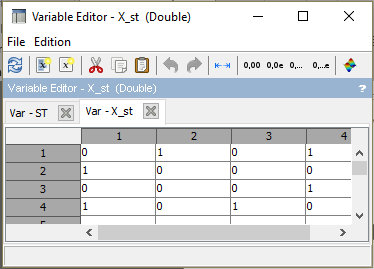 Variable Editor - X_st (Double)
File Edition
0,00 0,0e 0,... 0,...e
Variable Editor - X_st (Double) ?
Var - ST Var - X_st
1 2 3 4
1 0 1 0 1
2 1 0 0 0
3 0 0 0 1
4 1 0 1 0